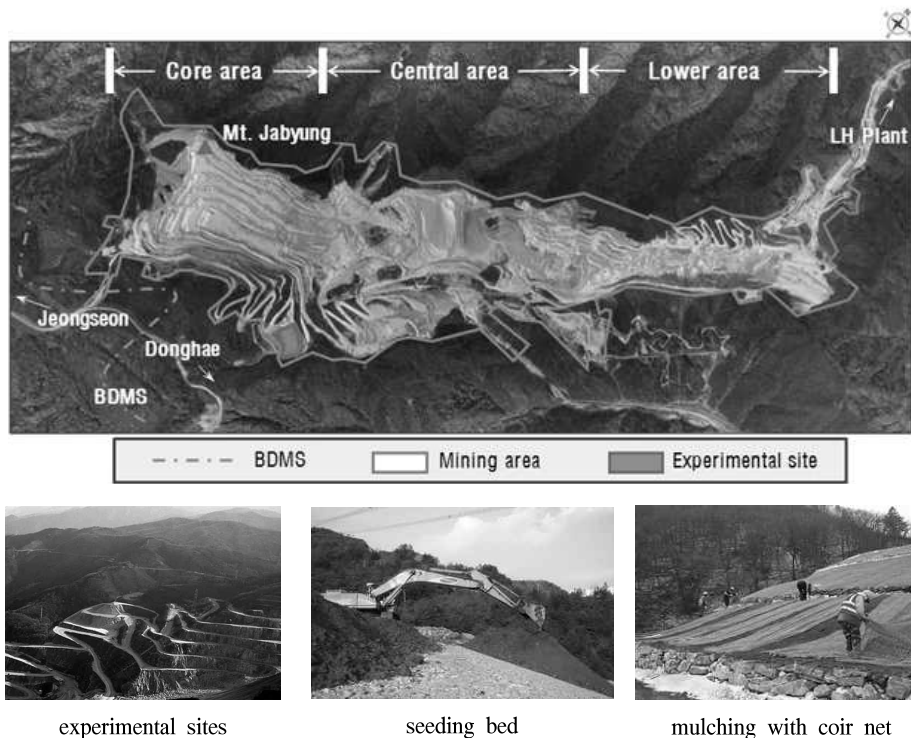 Core area Central area Lower area
Mt. Jabyung
LH Plant
Jeongseon
Donghae
BDMS
BDMS Mining area Experimental site
experimental sites seeding bed mulching with coir net